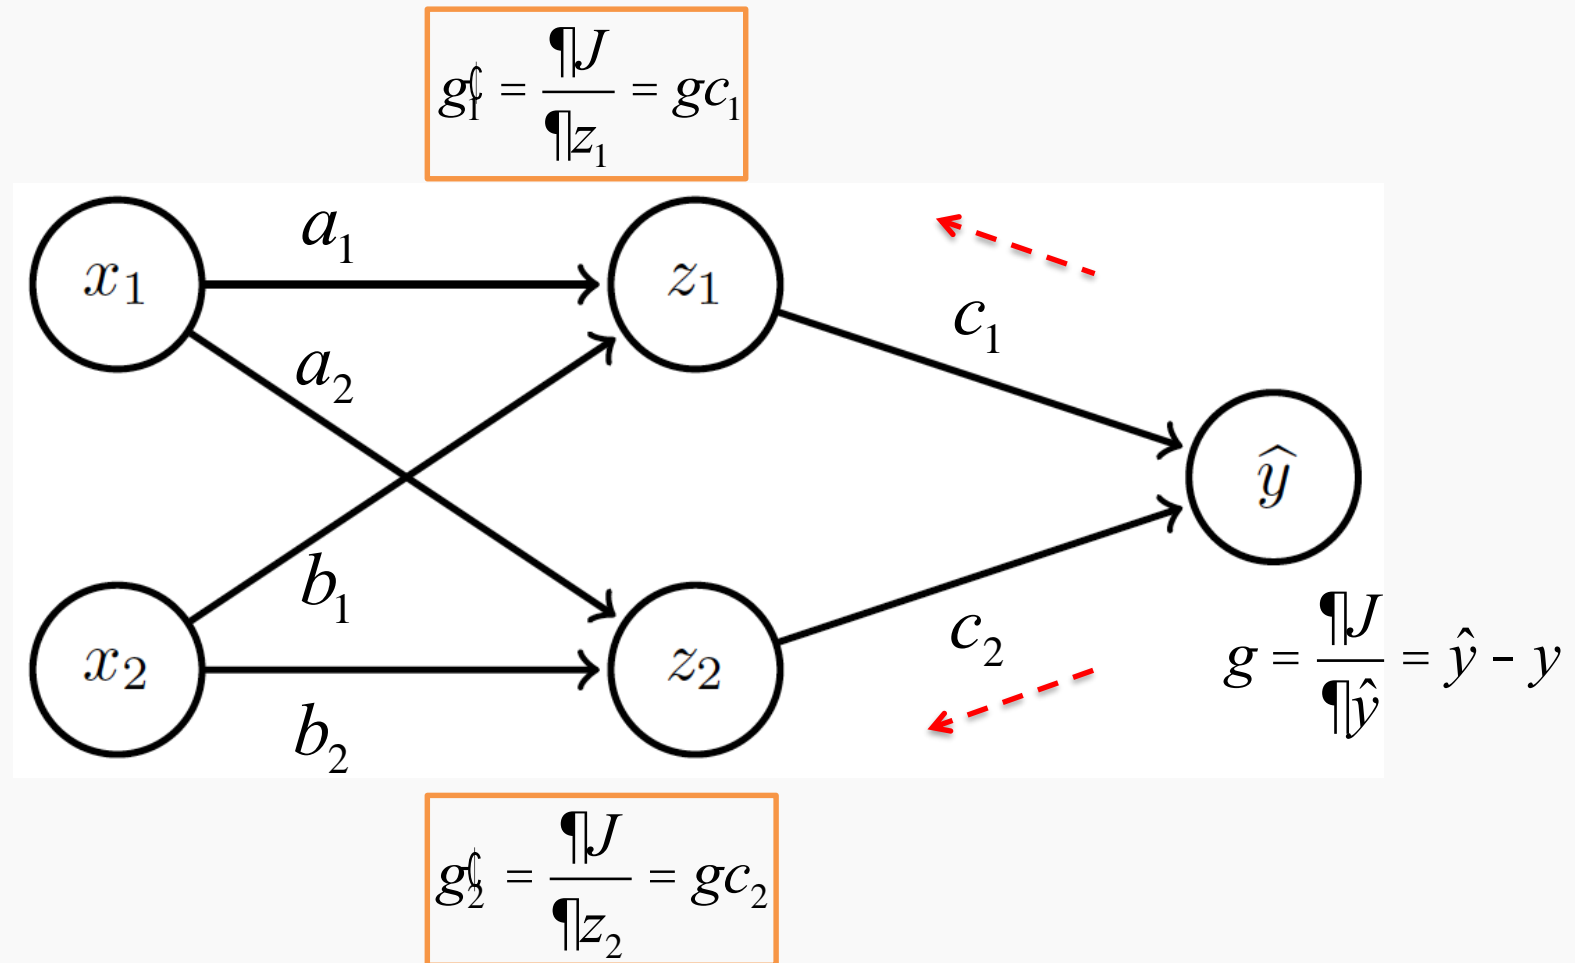 g₁¢ = ¶J / ¶z₁ = gc₁
x₁
a₁
z₁
a₂
c₁
ŷ
b₁
x₂
z₂
c₂
b₂
g = ¶J / ¶ŷ = ŷ - y
g₂¢ = ¶J / ¶z₂ = gc₂